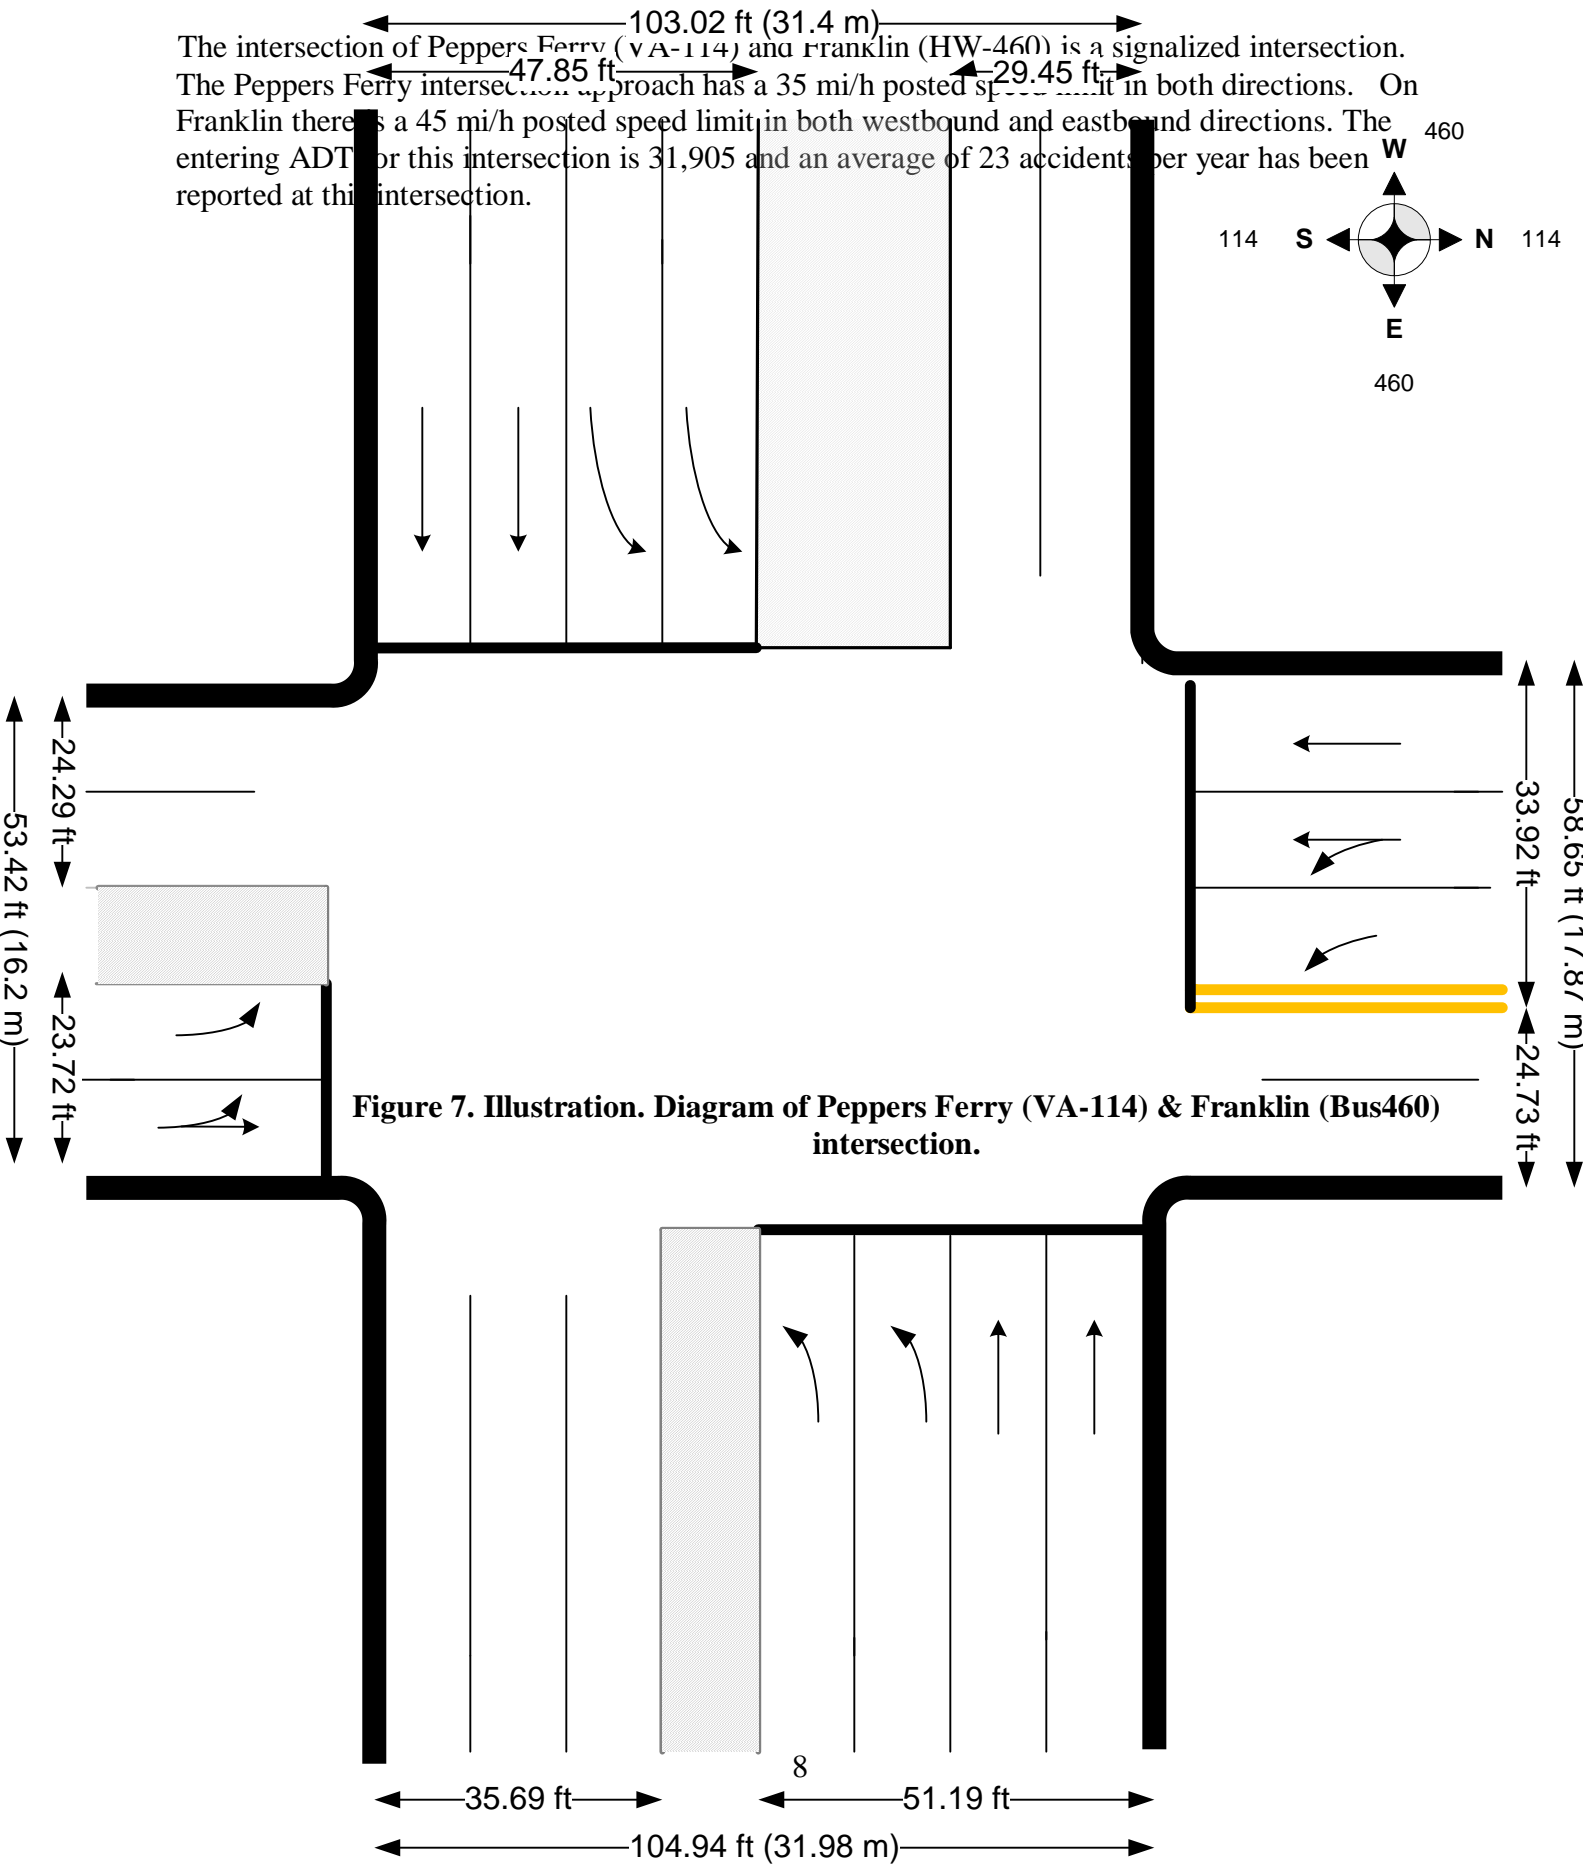 103.02 ft (31.4 m)
The intersection of Peppers Ferry (VA-114) and Franklin (HW-460) is a signalized intersection.
47.85 ft
29.45 ft
The Peppers Ferry intersection approach has a 35 mi/h posted speed limit in both directions. On
Franklin there is a 45 mi/h posted speed limit in both westbound and eastbound directions. The
entering ADT for this intersection is 31,905 and an average of 23 accidents per year has been
reported at this intersection.
460
W
114 S N 114
E
460
24.29 ft
53.42 ft (16.2 m)
23.72 ft
33.92 ft
58.65 ft (17.87 m)
24.73 ft
Figure 7. Illustration. Diagram of Peppers Ferry (VA-114) & Franklin (Bus460)
intersection.
8
35.69 ft
51.19 ft
104.94 ft (31.98 m)